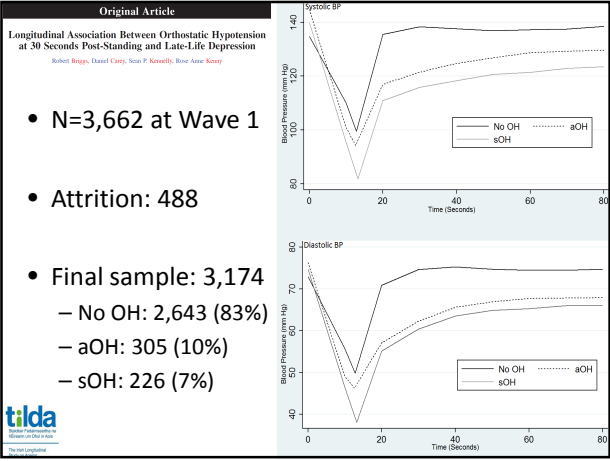 Original Article
Longitudinal Association Between Orthostatic Hypotension
at 30 Seconds Post-Standing and Late-Life Depression
Robert Briggs, Daniel Carey, Sean P. Kennelly, Rose Anne Kenny
• N=3,662 at Wave 1
• Attrition: 488
• Final sample: 3,174
– No OH: 2,643 (83%)
– aOH: 305 (10%)
– sOH: 226 (7%)
tilda
The Irish Longitudinal
Study on Ageing
Systolic BP
Blood Pressure (mm Hg)
140
120
100
80
No OH
aOH
sOH
0 20 40 60 80
Time (Seconds)
Diastolic BP
Blood Pressure (mm Hg)
80
70
60
50
40
No OH
aOH
sOH
0 20 40 60 80
Time (Seconds)